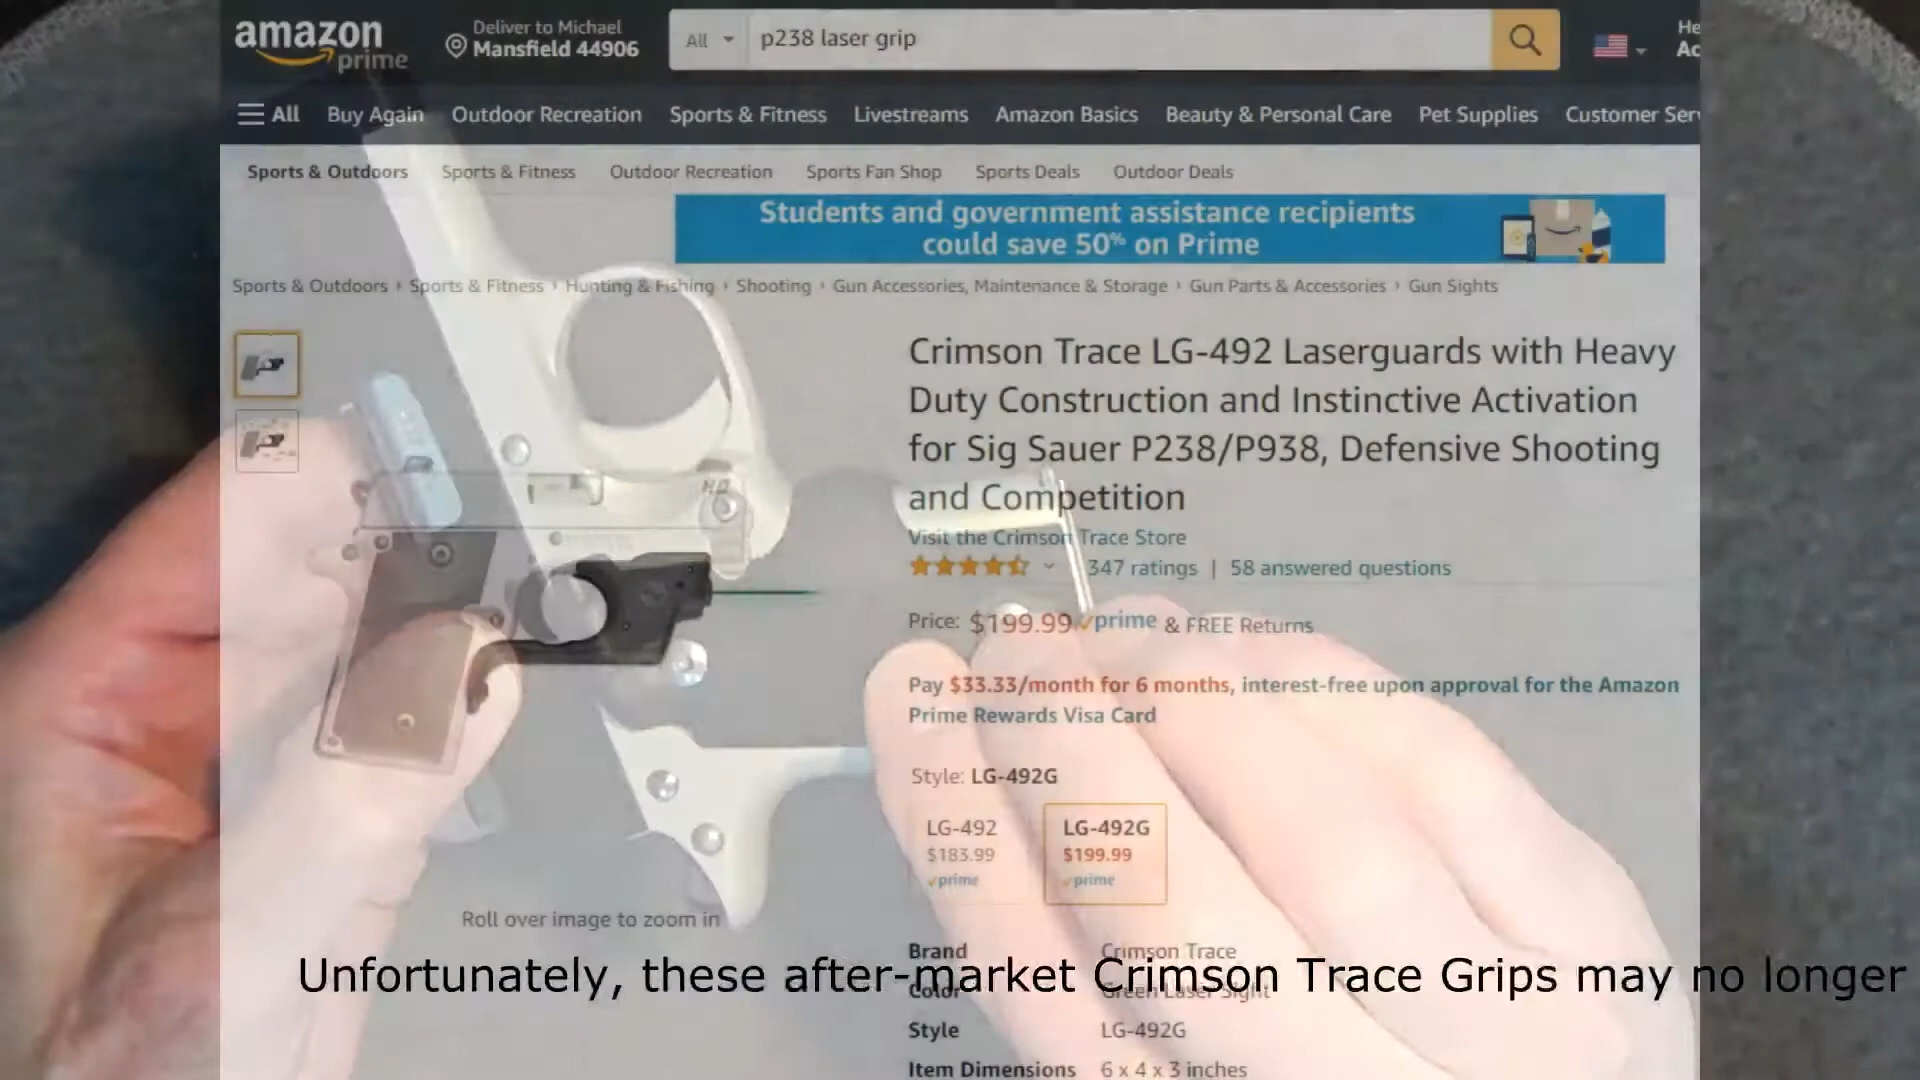 amazon
prime
Deliver to Michael
Mansfield 44906
All
p238 laser grip
He
Ac
All
Buy Again
Outdoor Recreation
Sports & Fitness
Livestreams
Amazon Basics
Beauty & Personal Care
Pet Supplies
Customer Serv
Sports & Outdoors
Sports & Fitness
Outdoor Recreation
Sports Fan Shop
Sports Deals
Outdoor Deals
Students and government assistance recipients
could save 50% on Prime
Sports & Outdoors › Sports & Fitness › Hunting & Fishing › Shooting › Gun Accessories, Maintenance & Storage › Gun Parts & Accessories › Gun Sights
Crimson Trace LG-492 Laserguards with Heavy
Duty Construction and Instinctive Activation
for Sig Sauer P238/P938, Defensive Shooting
and Competition
Visit the Crimson Trace Store
347 ratings | 58 answered questions
Price: $199.99 prime & FREE Returns
Pay $33.33/month for 6 months, interest-free upon approval for the Amazon
Prime Rewards Visa Card
Style: LG-492G
LG-492
$183.99
prime
LG-492G
$199.99
prime
Roll over image to zoom in
Brand Crimson Trace
Unfortunately, these after-market Crimson Trace Grips may no longer
Color Green Laser Sight
Style LG-492G
Item Dimensions 6 x 4 x 3 inches